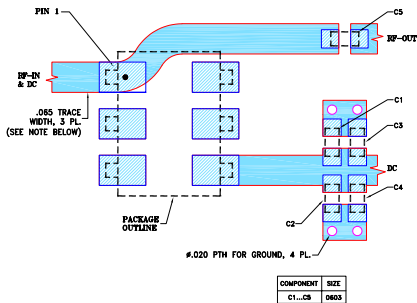 C5
PIN 1
RF-OUT
RF-IN
& DC
C1
.065 TRACE
WIDTH, 3 PL.
(SEE NOTE BELOW)
C3
DC
PACKAGE
OUTLINE
C2
C4
ø.020 PTH FOR GROUND, 4 PL.
COMPONENT SIZE
C1...C5 0603